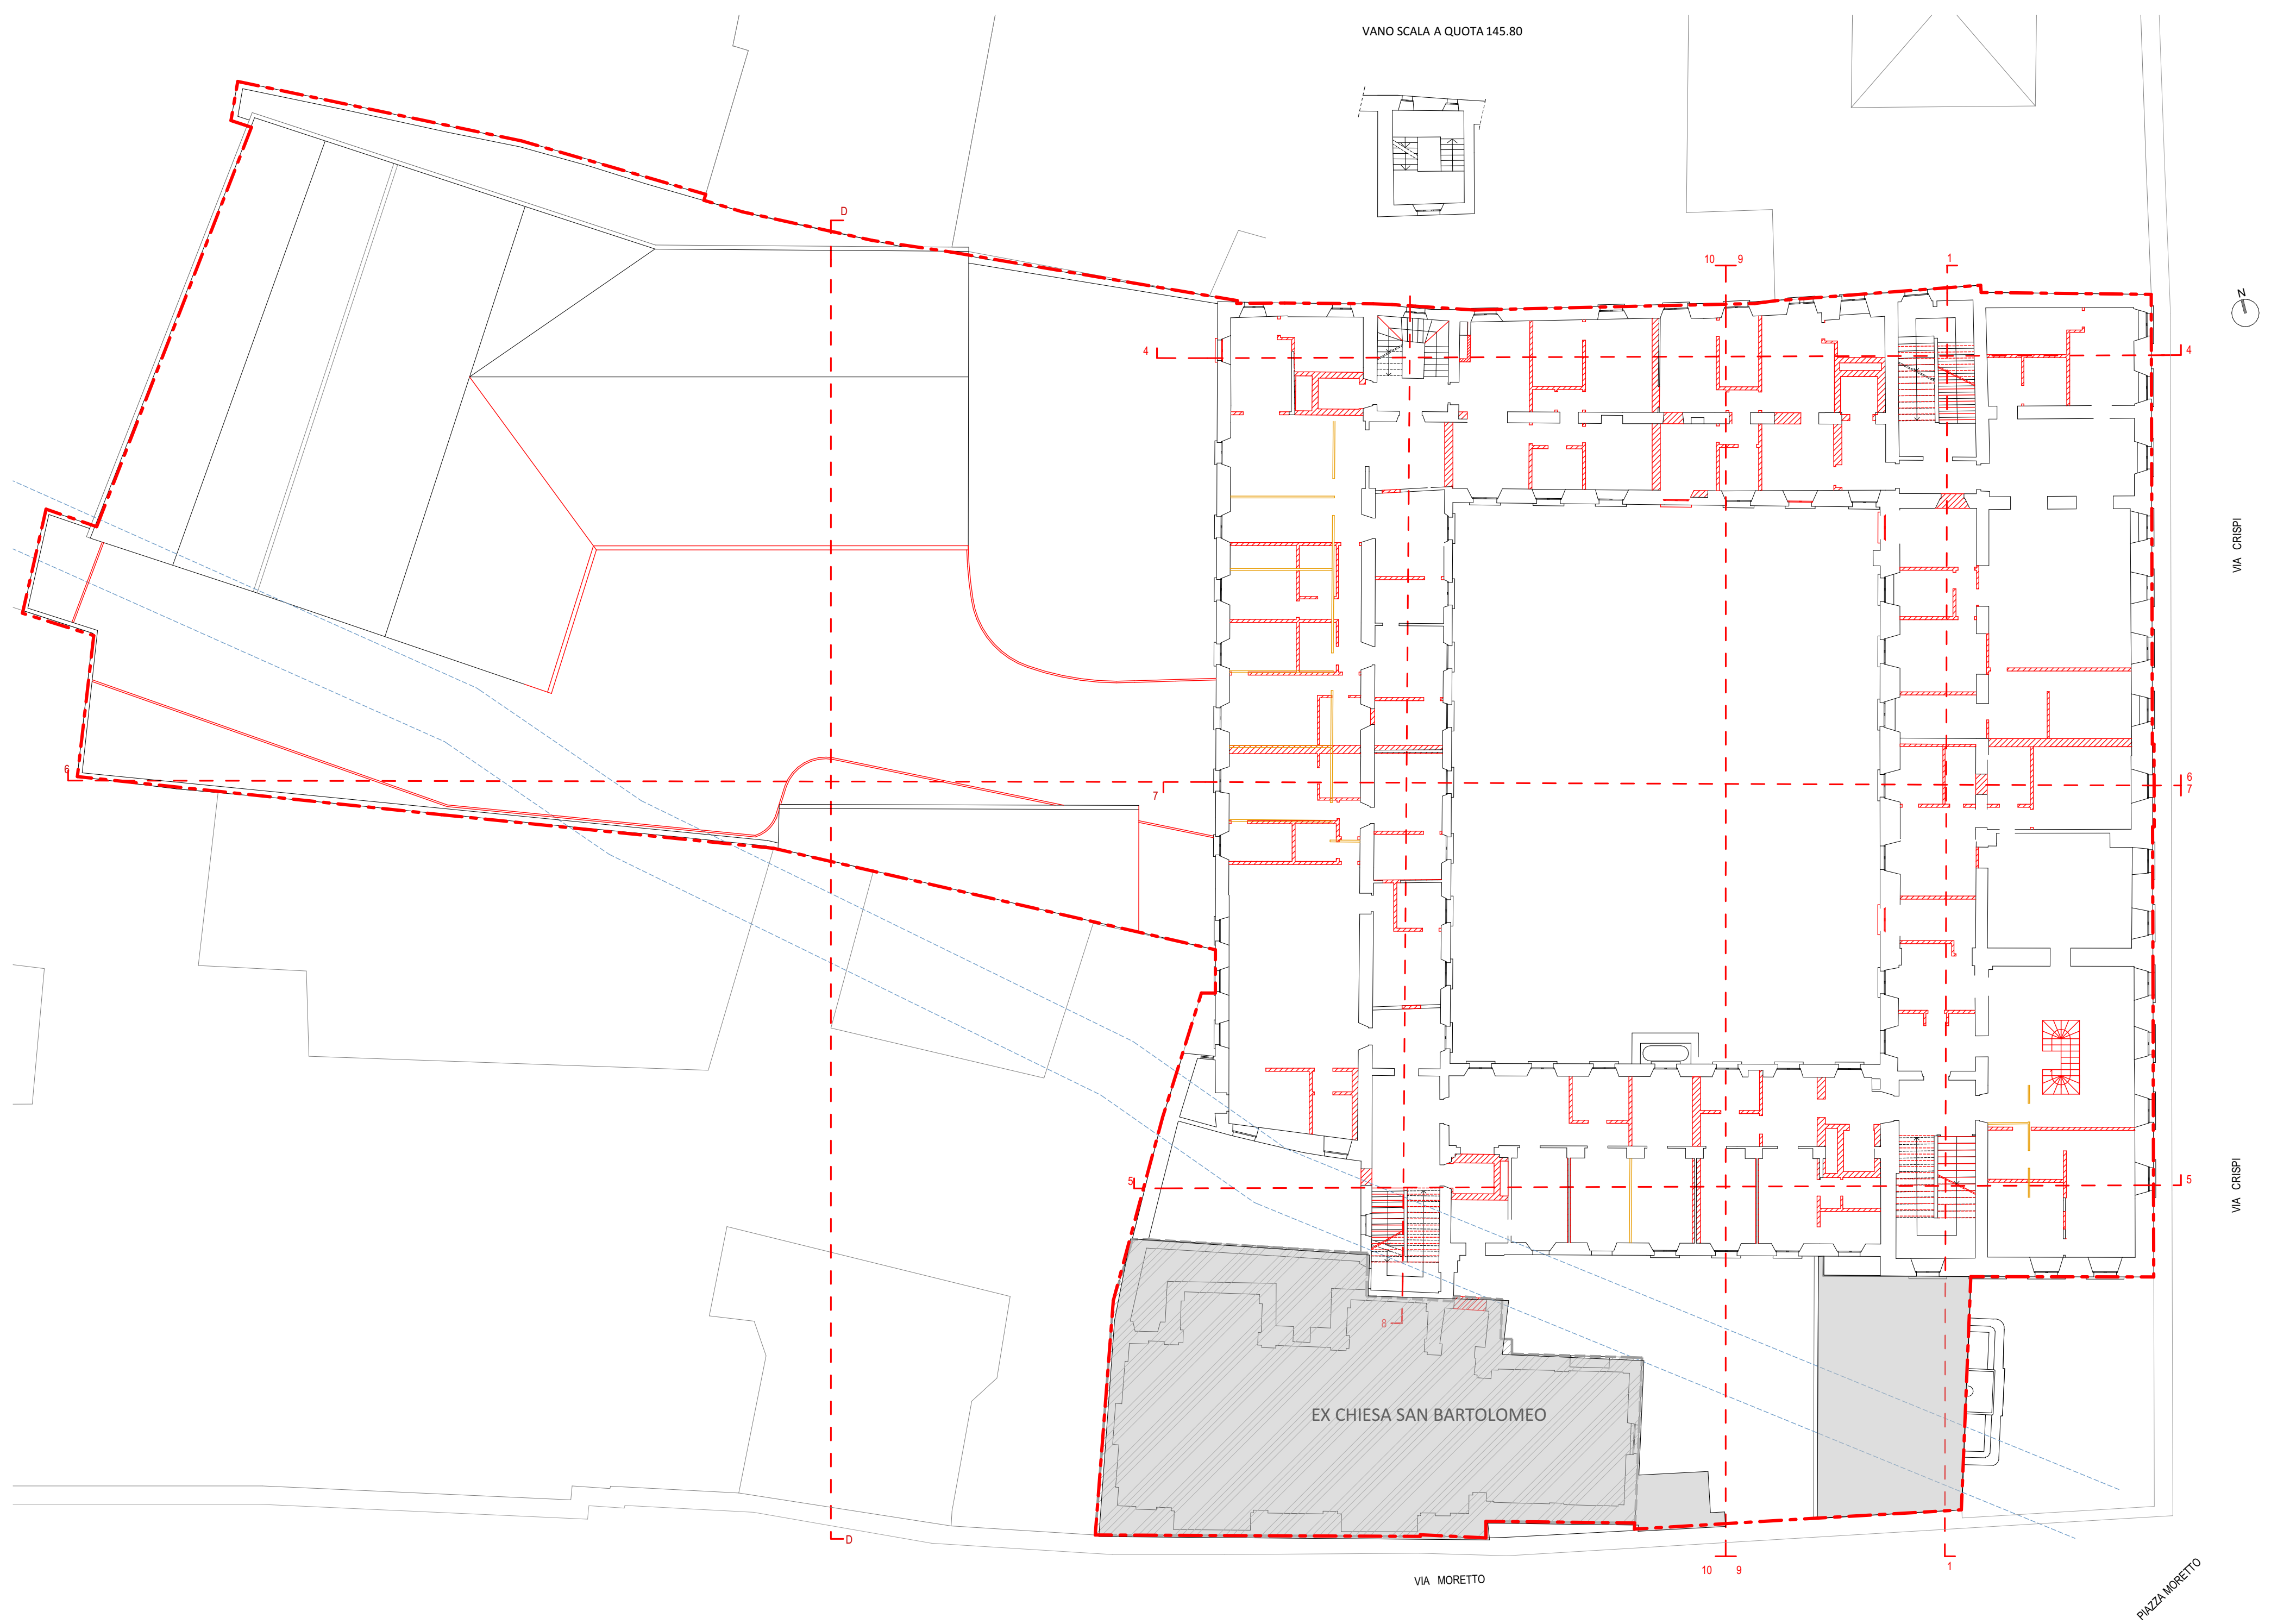 VANO SCALA A QUOTA 145.80
D
10 9
1
N
4
4
VIA CRISPI
6
7
6
7
5
5
VIA CRISPI
8
EX CHIESA SAN BARTOLOMEO
D
10 9
1
VIA MORETTO
PIAZZA MORETTO